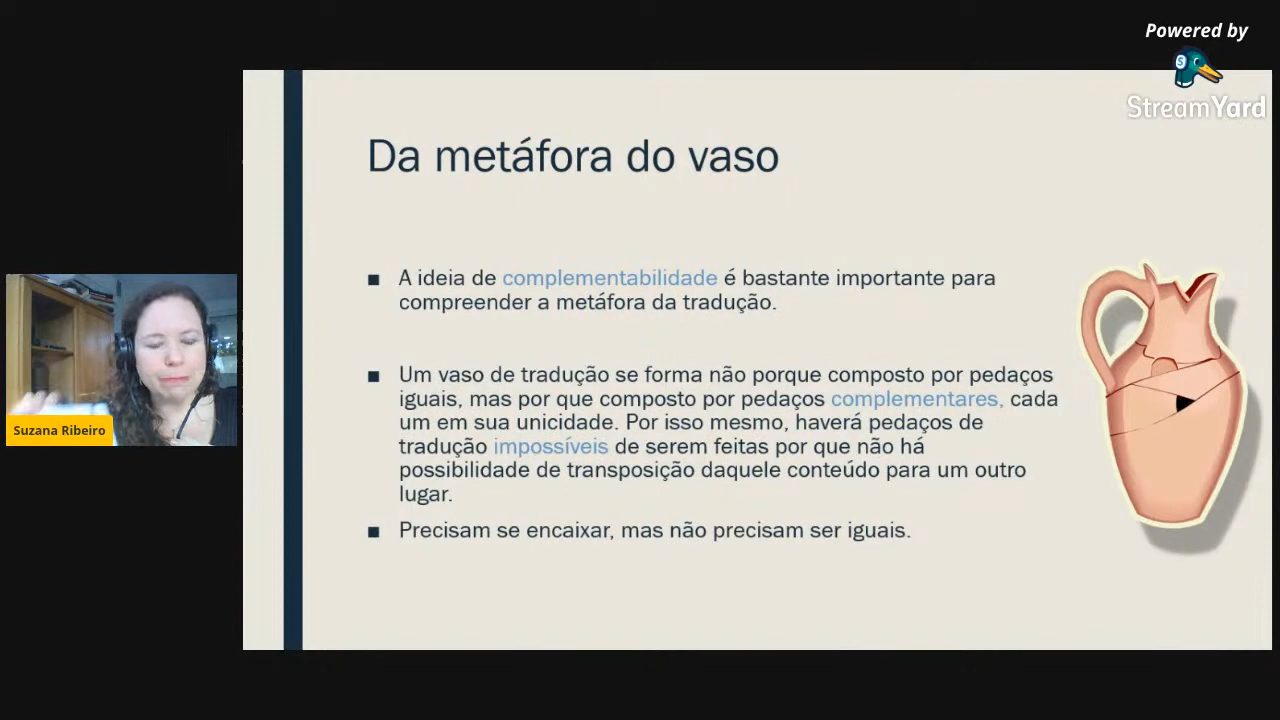 Powered by
StreamYard
Da metáfora do vaso
■ A ideia de complementabilidade é bastante importante para
compreender a metáfora da tradução.
■ Um vaso de tradução se forma não porque composto por pedaços
iguais, mas por que composto por pedaços complementares, cada
um em sua unicidade. Por isso mesmo, haverá pedaços de
tradução impossíveis de serem feitas por que não há
possibilidade de transposição daquele conteúdo para um outro
lugar.
■ Precisam se encaixar, mas não precisam ser iguais.
Suzana Ribeiro